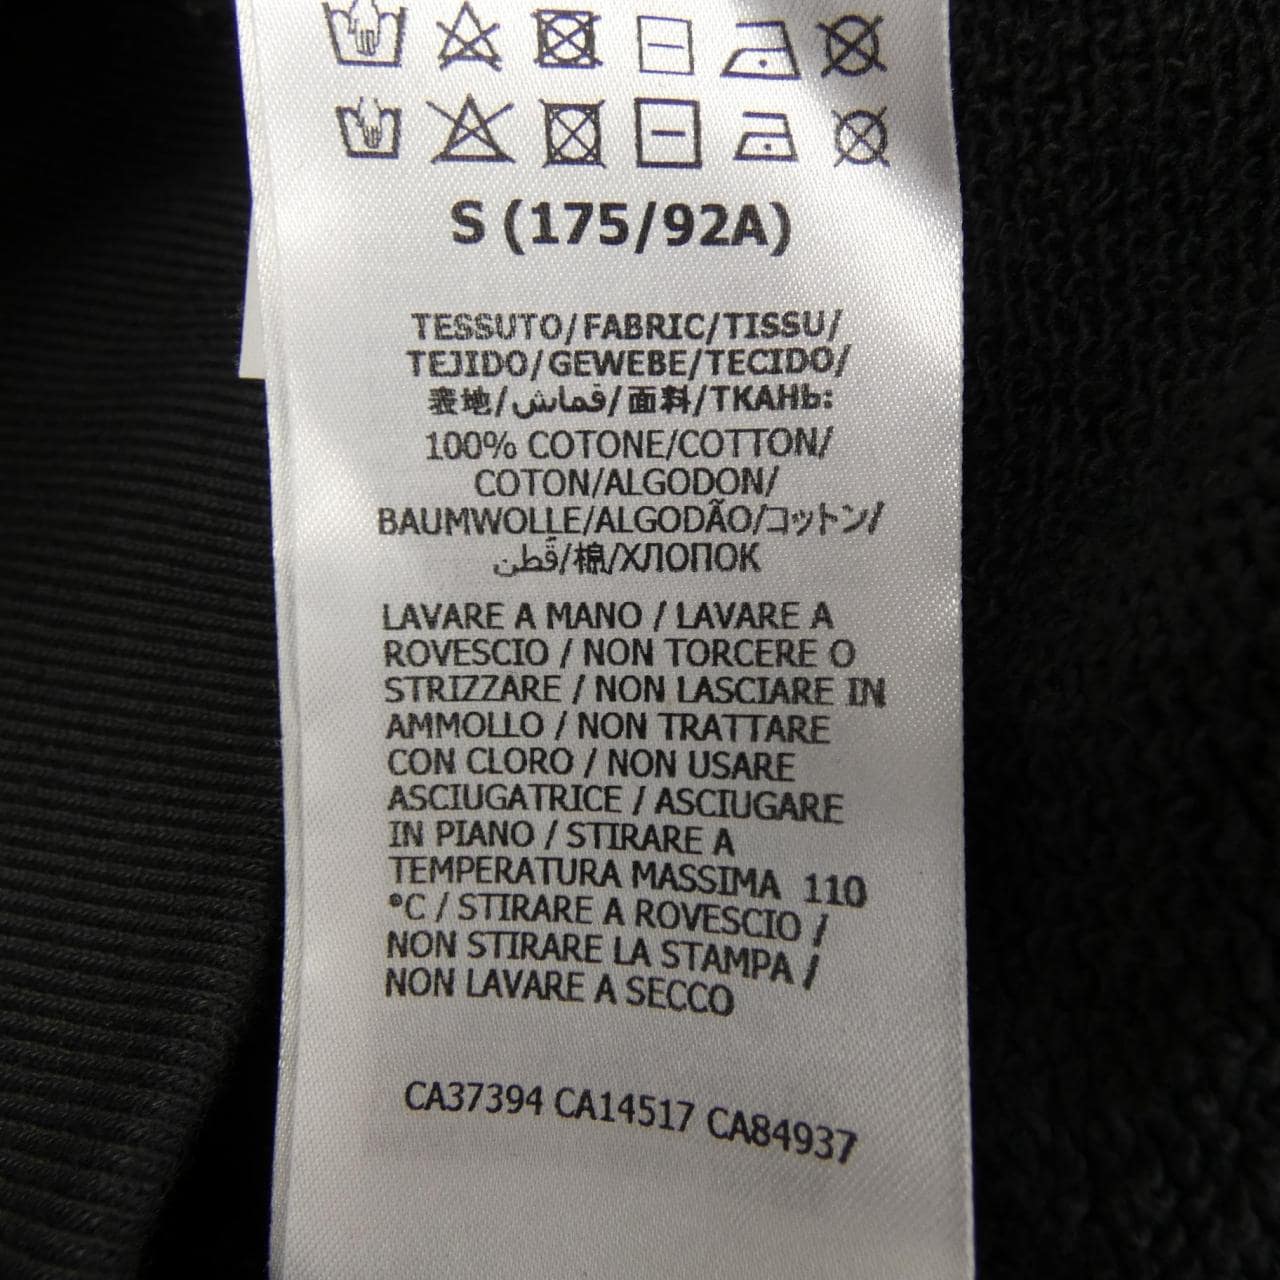 S (175/92A)
TESSUTO/FABRIC/TISSU/
TEJIDO/GEWEBE/TECIDO/
表地/قماش/面料/ТКАНЬ:
100% COTONE/COTTON/
COTON/ALGODON/
BAUMWOLLE/ALGODÃO/コットン/
قُطن/棉/ХЛОПОК
LAVARE A MANO / LAVARE A
ROVESCIO / NON TORCERE O
STRIZZARE / NON LASCIARE IN
AMMOLLO / NON TRATTARE
CON CLORO / NON USARE
ASCIUGATRICE / ASCIUGARE
IN PIANO / STIRARE A
TEMPERATURA MASSIMA 110
°C / STIRARE A ROVESCIO /
NON STIRARE LA STAMPA /
NON LAVARE A SECCO
CA37394 CA14517 CA84937